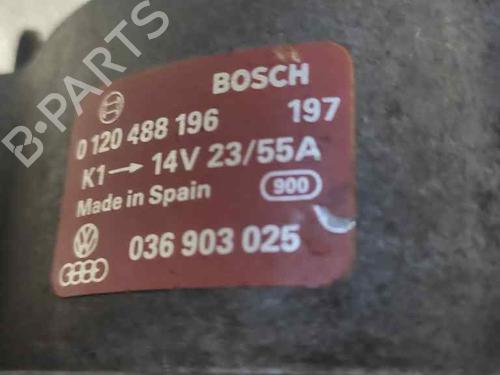 BOSCH
0 120 488 196 197
K1→ 14V 23/55A
Made in Spain 900
036 903 025
B-PARTS